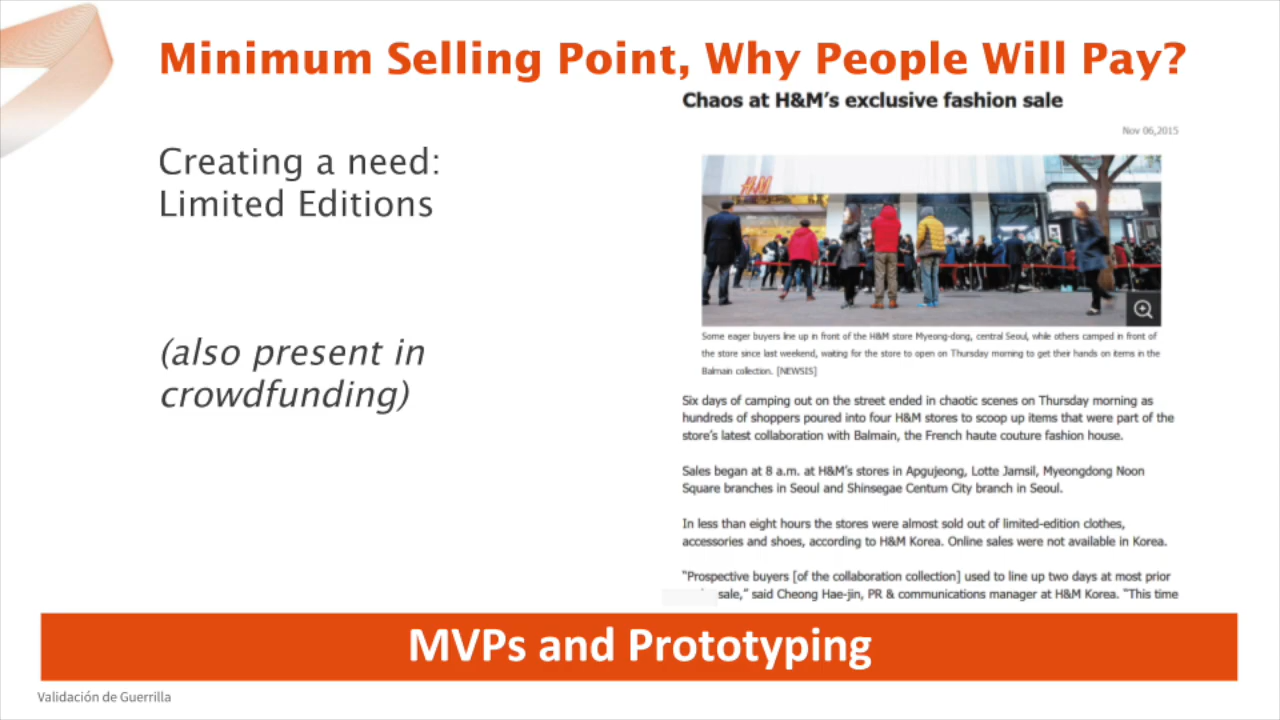 Minimum Selling Point, Why People Will Pay?
Creating a need:
Limited Editions
(also present in
crowdfunding)
Chaos at H&M's exclusive fashion sale
Nov 06,2015
H&M
Some eager buyers line up in front of the H&M store Myeong-dong, central Seoul, while others camped in front of
the store since last weekend, waiting for the store to open on Thursday morning to get their hands on items in the
Balmain collection. [NEWSIS]
Six days of camping out on the street ended in chaotic scenes on Thursday morning as
hundreds of shoppers poured into four H&M stores to scoop up items that were part of the
store's latest collaboration with Balmain, the French haute couture fashion house.
Sales began at 8 a.m. at H&M's stores in Apgujeong, Lotte Jamsil, Myeongdong Noon
Square branches in Seoul and Shinsegae Centum City branch in Seoul.
In less than eight hours the stores were almost sold out of limited-edition clothes,
accessories and shoes, according to H&M Korea. Online sales were not available in Korea.
"Prospective buyers [of the collaboration collection] used to line up two days at most prior
sale," said Cheong Hae-jin, PR & communications manager at H&M Korea. "This time
MVPs and Prototyping
Validación de Guerrilla